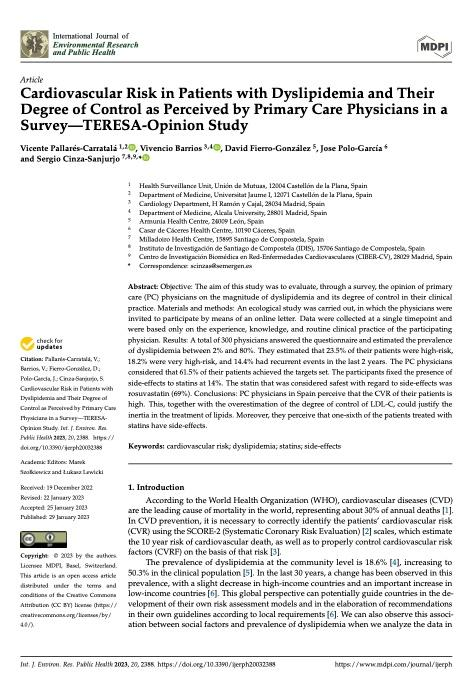 International Journal of
Environmental Research
and Public Health
MDPI
Article
Cardiovascular Risk in Patients with Dyslipidemia and Their
Degree of Control as Perceived by Primary Care Physicians in a
Survey—TERESA-Opinion Study
Vicente Pallarés-Carratalá 1,2, Vivencio Barrios 3,4, David Fierro-González 5, Jose Polo-García 6
and Sergio Cinza-Sanjurjo 7,8,9,*
1 Health Surveillance Unit, Unión de Mutuas, 12004 Castellón de la Plana, Spain
2 Department of Medicine, Universitat Jaume I, 12071 Castellón de la Plana, Spain
3 Cardiology Department, H Ramón y Cajal, 28034 Madrid, Spain
4 Department of Medicine, Alcala University, 28801 Madrid, Spain
5 Armunia Health Centre, 24009 León, Spain
6 Casar de Cáceres Health Centre, 10190 Cáceres, Spain
7 Milladoiro Health Centre, 15895 Santiago de Compostela, Spain
8 Instituto de Investigación de Santiago de Compostela (IDIS), 15706 Santiago de Compostela, Spain
9 Centro de Investigación Biomédica en Red-Enfermedades Cardiovasculares (CIBER-CV), 28029 Madrid, Spain
* Correspondence: scinzas@semergen.es
Abstract: Objective: The aim of this study was to evaluate, through a survey, the opinion of primary
care (PC) physicians on the magnitude of dyslipidemia and its degree of control in their clinical
practice. Materials and methods: An ecological study was carried out, in which the physicians were
invited to participate by means of an online letter. Data were collected at a single timepoint and
were based only on the experience, knowledge, and routine clinical practice of the participating
physician. Results: A total of 300 physicians answered the questionnaire and estimated the prevalence
of dyslipidemia between 2% and 80%. They estimated that 23.5% of their patients were high-risk,
18.2% were very high-risk, and 14.4% had recurrent events in the last 2 years. The PC physicians
considered that 61.5% of their patients achieved the targets set. The participants fixed the presence of
side-effects to statins at 14%. The statin that was considered safest with regard to side-effects was
rosuvastatin (69%). Conclusions: PC physicians in Spain perceive that the CVR of their patients is
high. This, together with the overestimation of the degree of control of LDL-C, could justify the
inertia in the treatment of lipids. Moreover, they perceive that one-sixth of the patients treated with
statins have side-effects.
Keywords: cardiovascular risk; dyslipidemia; statins; side-effects
check for
updates
Citation: Pallarés-Carratalá, V.;
Barrios, V.; Fierro-González, D.;
Polo-García, J.; Cinza-Sanjurjo, S.
Cardiovascular Risk in Patients with
Dyslipidemia and Their Degree of
Control as Perceived by Primary Care
Physicians in a Survey—TERESA-
Opinion Study. Int. J. Environ. Res.
Public Health 2023, 20, 2388. https://
doi.org/10.3390/ijerph20032388
Academic Editors: Marek
Szołkiewicz and Łukasz Lewicki
Received: 19 December 2022
Revised: 22 January 2023
Accepted: 25 January 2023
Published: 29 January 2023
Copyright: © 2023 by the authors.
Licensee MDPI, Basel, Switzerland.
This article is an open access article
distributed under the terms and
conditions of the Creative Commons
Attribution (CC BY) license (https://
creativecommons.org/licenses/by/
4.0/).
1. Introduction
According to the World Health Organization (WHO), cardiovascular diseases (CVD)
are the leading cause of mortality in the world, representing about 30% of annual deaths [1].
In CVD prevention, it is necessary to correctly identify the patients' cardiovascular risk
(CVR) using the SCORE-2 (Systematic Coronary Risk Evaluation) [2] scales, which estimate
the 10 year risk of cardiovascular death, as well as to properly control cardiovascular risk
factors (CVRF) on the basis of that risk [3].
The prevalence of dyslipidemia at the community level is 18.6% [4], increasing to
50.3% in the clinical population [5]. In the last 30 years, a change has been observed in this
prevalence, with a slight decrease in high-income countries and an important increase in
low-income countries [6]. This global perspective can potentially guide countries in the de-
velopment of their own risk assessment models and in the elaboration of recommendations
in their own guidelines according to local requirements [6]. We can also observe this associ-
ation between social factors and prevalence of dyslipidemia when we analyze the data in
Int. J. Environ. Res. Public Health 2023, 20, 2388. https://doi.org/10.3390/ijerph20032388
https://www.mdpi.com/journal/ijerph